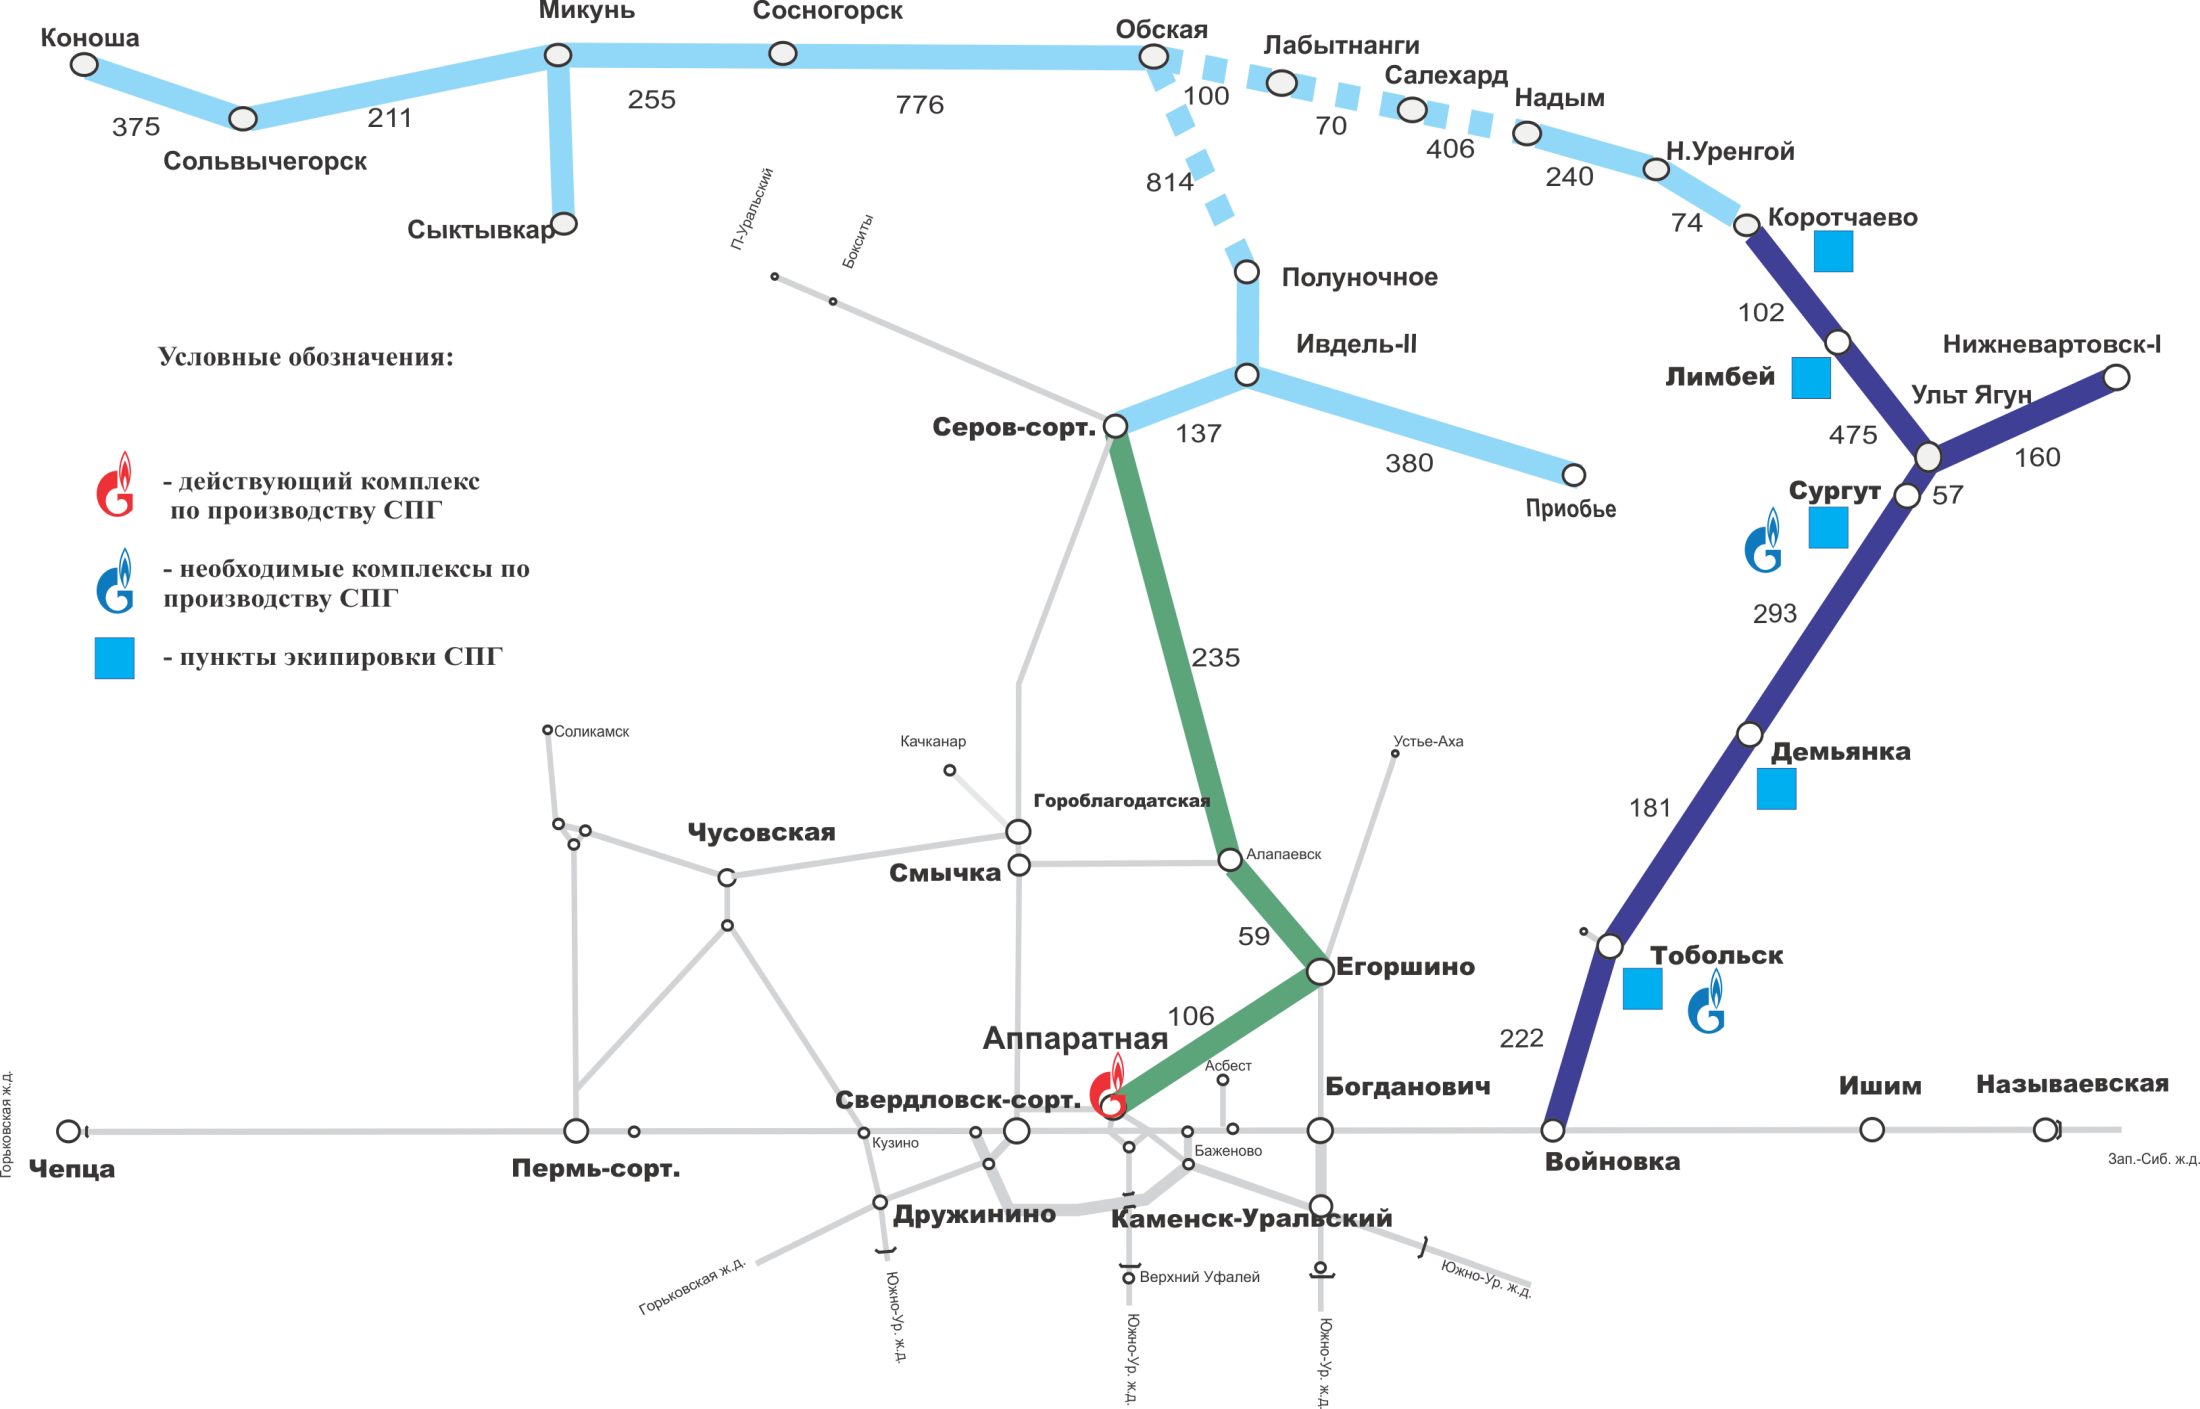 Микунь
Сосногорск
Коноша
Обская
Лабытнанги
Салехард
Надым
375
211
255
776
100
70
406
Сольвычегорск
Н.Уренгой
240
814
74
Коротчаево
Сыктывкар
П-Уральский
Бокситы
Полуночное
102
Ивдель-II
Нижневартовск-I
Условные обозначения:
Лимбей
Ульт Ягун
Серов-сорт.
137
475
380
160
Сургут
57
Приобье
- действующий комплекс
по производству СПГ
- необходимые комплексы по
производству СПГ
293
- пункты экипировки СПГ
235
Соликамск
Качканар
Устье-Аха
Демьянка
Гороблагодатская
181
Чусовская
Алапаевск
Смычка
59
Егоршино
Тобольск
106
Аппаратная
222
Асбест
Свердловск-сорт.
Богданович
Ишим
Называевская
Горьковская ж.д.
Кузино
Баженово
Чепца
Пермь-сорт.
Войновка
Зап.-Сиб. ж.д.
Дружинино
Каменск-Уральский
Горьковская ж.д.
Южно-Ур. ж.д.
Верхний Уфалей
Южно-Ур. ж.д.
Южно-Ур. ж.д.
Южно-Ур. ж.д.